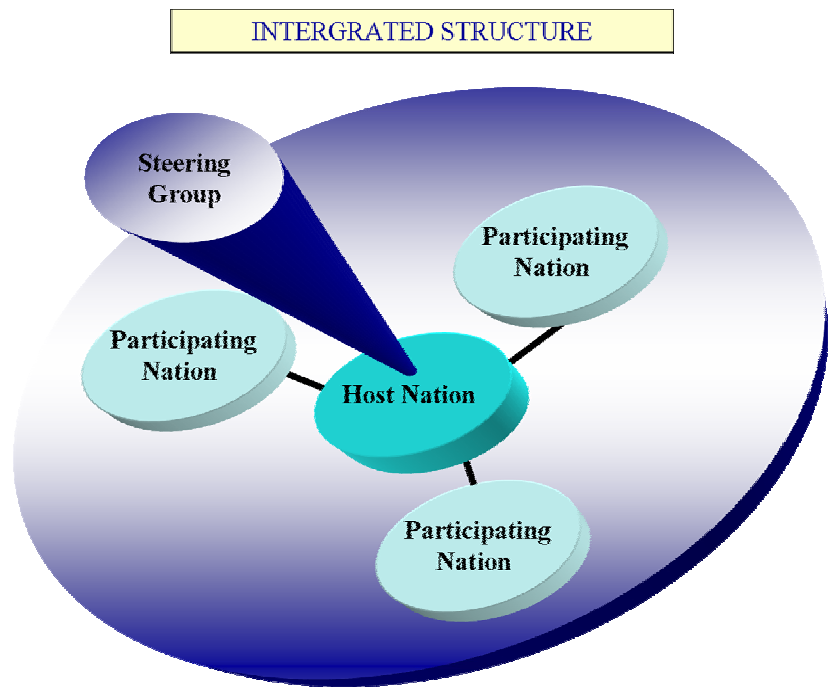 INTERGRATED STRUCTURE
Steering
Group
Participating
Nation
Participating
Nation
Host Nation
Participating
Nation